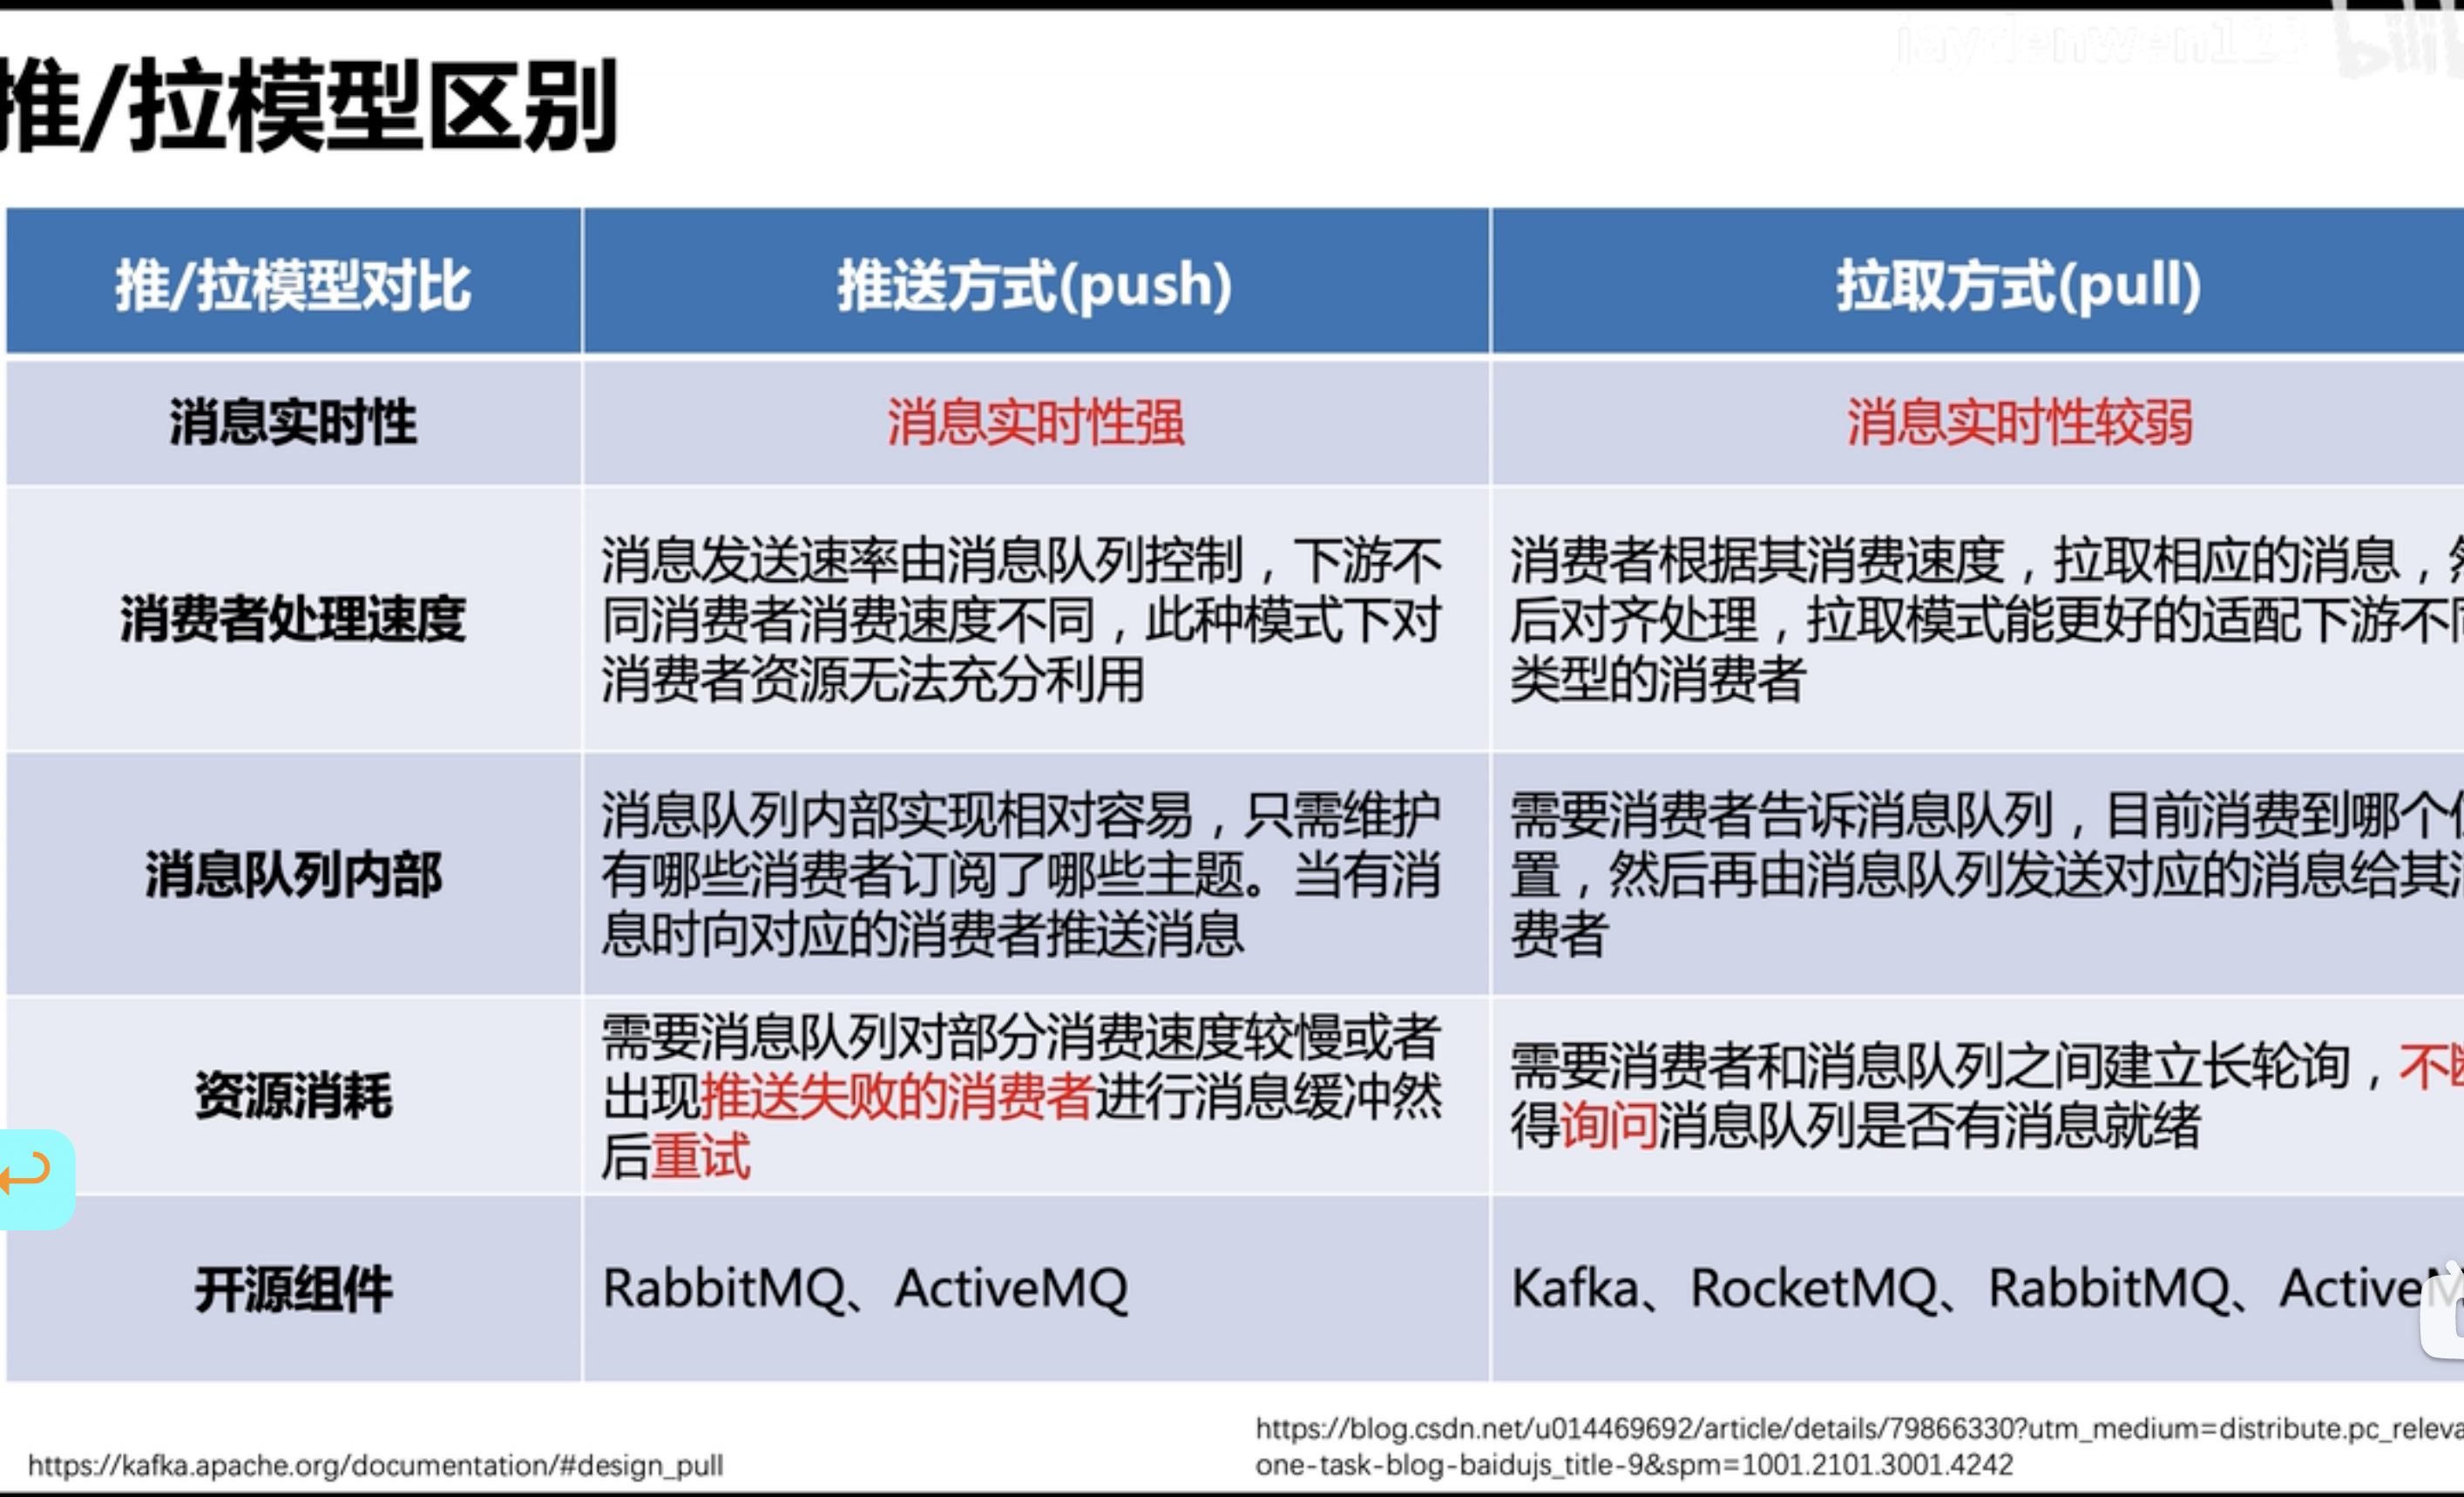 推/拉模型区别
jaydenwen123
推/拉模型对比
推送方式(push)
拉取方式(pull)
消息实时性
消息实时性强
消息实时性较弱
消费者处理速度
消息发送速率由消息队列控制，下游不
同消费者消费速度不同，此种模式下对
消费者资源无法充分利用
消费者根据其消费速度，拉取相应的消息，然
后对齐处理，拉取模式能更好的适配下游不同
类型的消费者
消息队列内部
消息队列内部实现相对容易，只需维护
有哪些消费者订阅了哪些主题。当有消
息时向对应的消费者推送消息
需要消费者告诉消息队列，目前消费到哪个位
置，然后再由消息队列发送对应的消息给其消
费者
资源消耗
需要消息队列对部分消费速度较慢或者
出现推送失败的消费者进行消息缓冲然
后重试
需要消费者和消息队列之间建立长轮询，不断
得询问消息队列是否有消息就绪
开源组件
RabbitMQ、ActiveMQ
Kafka、RocketMQ、RabbitMQ、ActiveM
https://kafka.apache.org/documentation/#design_pull
https://blog.csdn.net/u014469692/article/details/79866330?utm_medium=distribute.pc_releva
one-task-blog-baidujs_title-9&spm=1001.2101.3001.4242